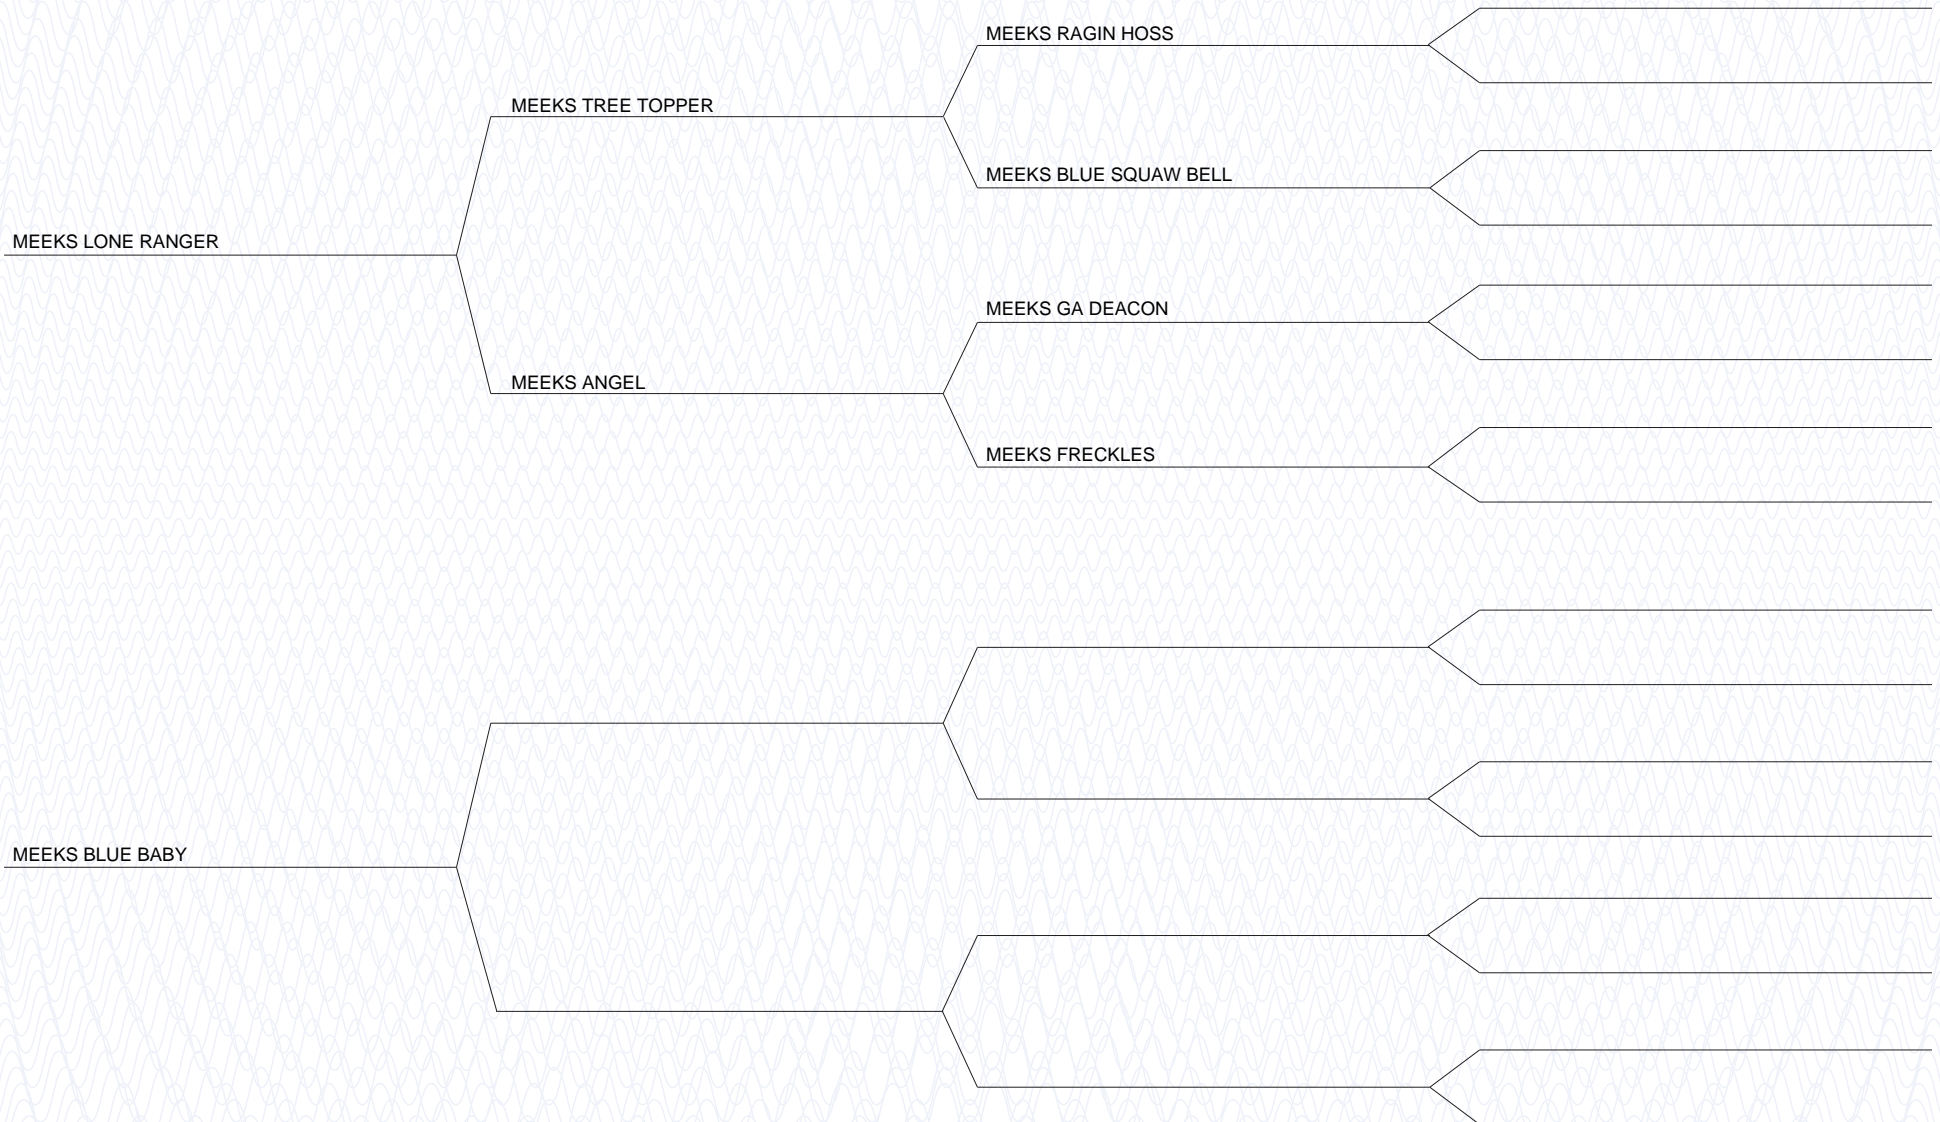 MEEKS RAGIN HOSS
MEEKS TREE TOPPER
MEEKS BLUE SQUAW BELL
MEEKS LONE RANGER
MEEKS GA DEACON
MEEKS ANGEL
MEEKS FRECKLES
MEEKS BLUE BABY